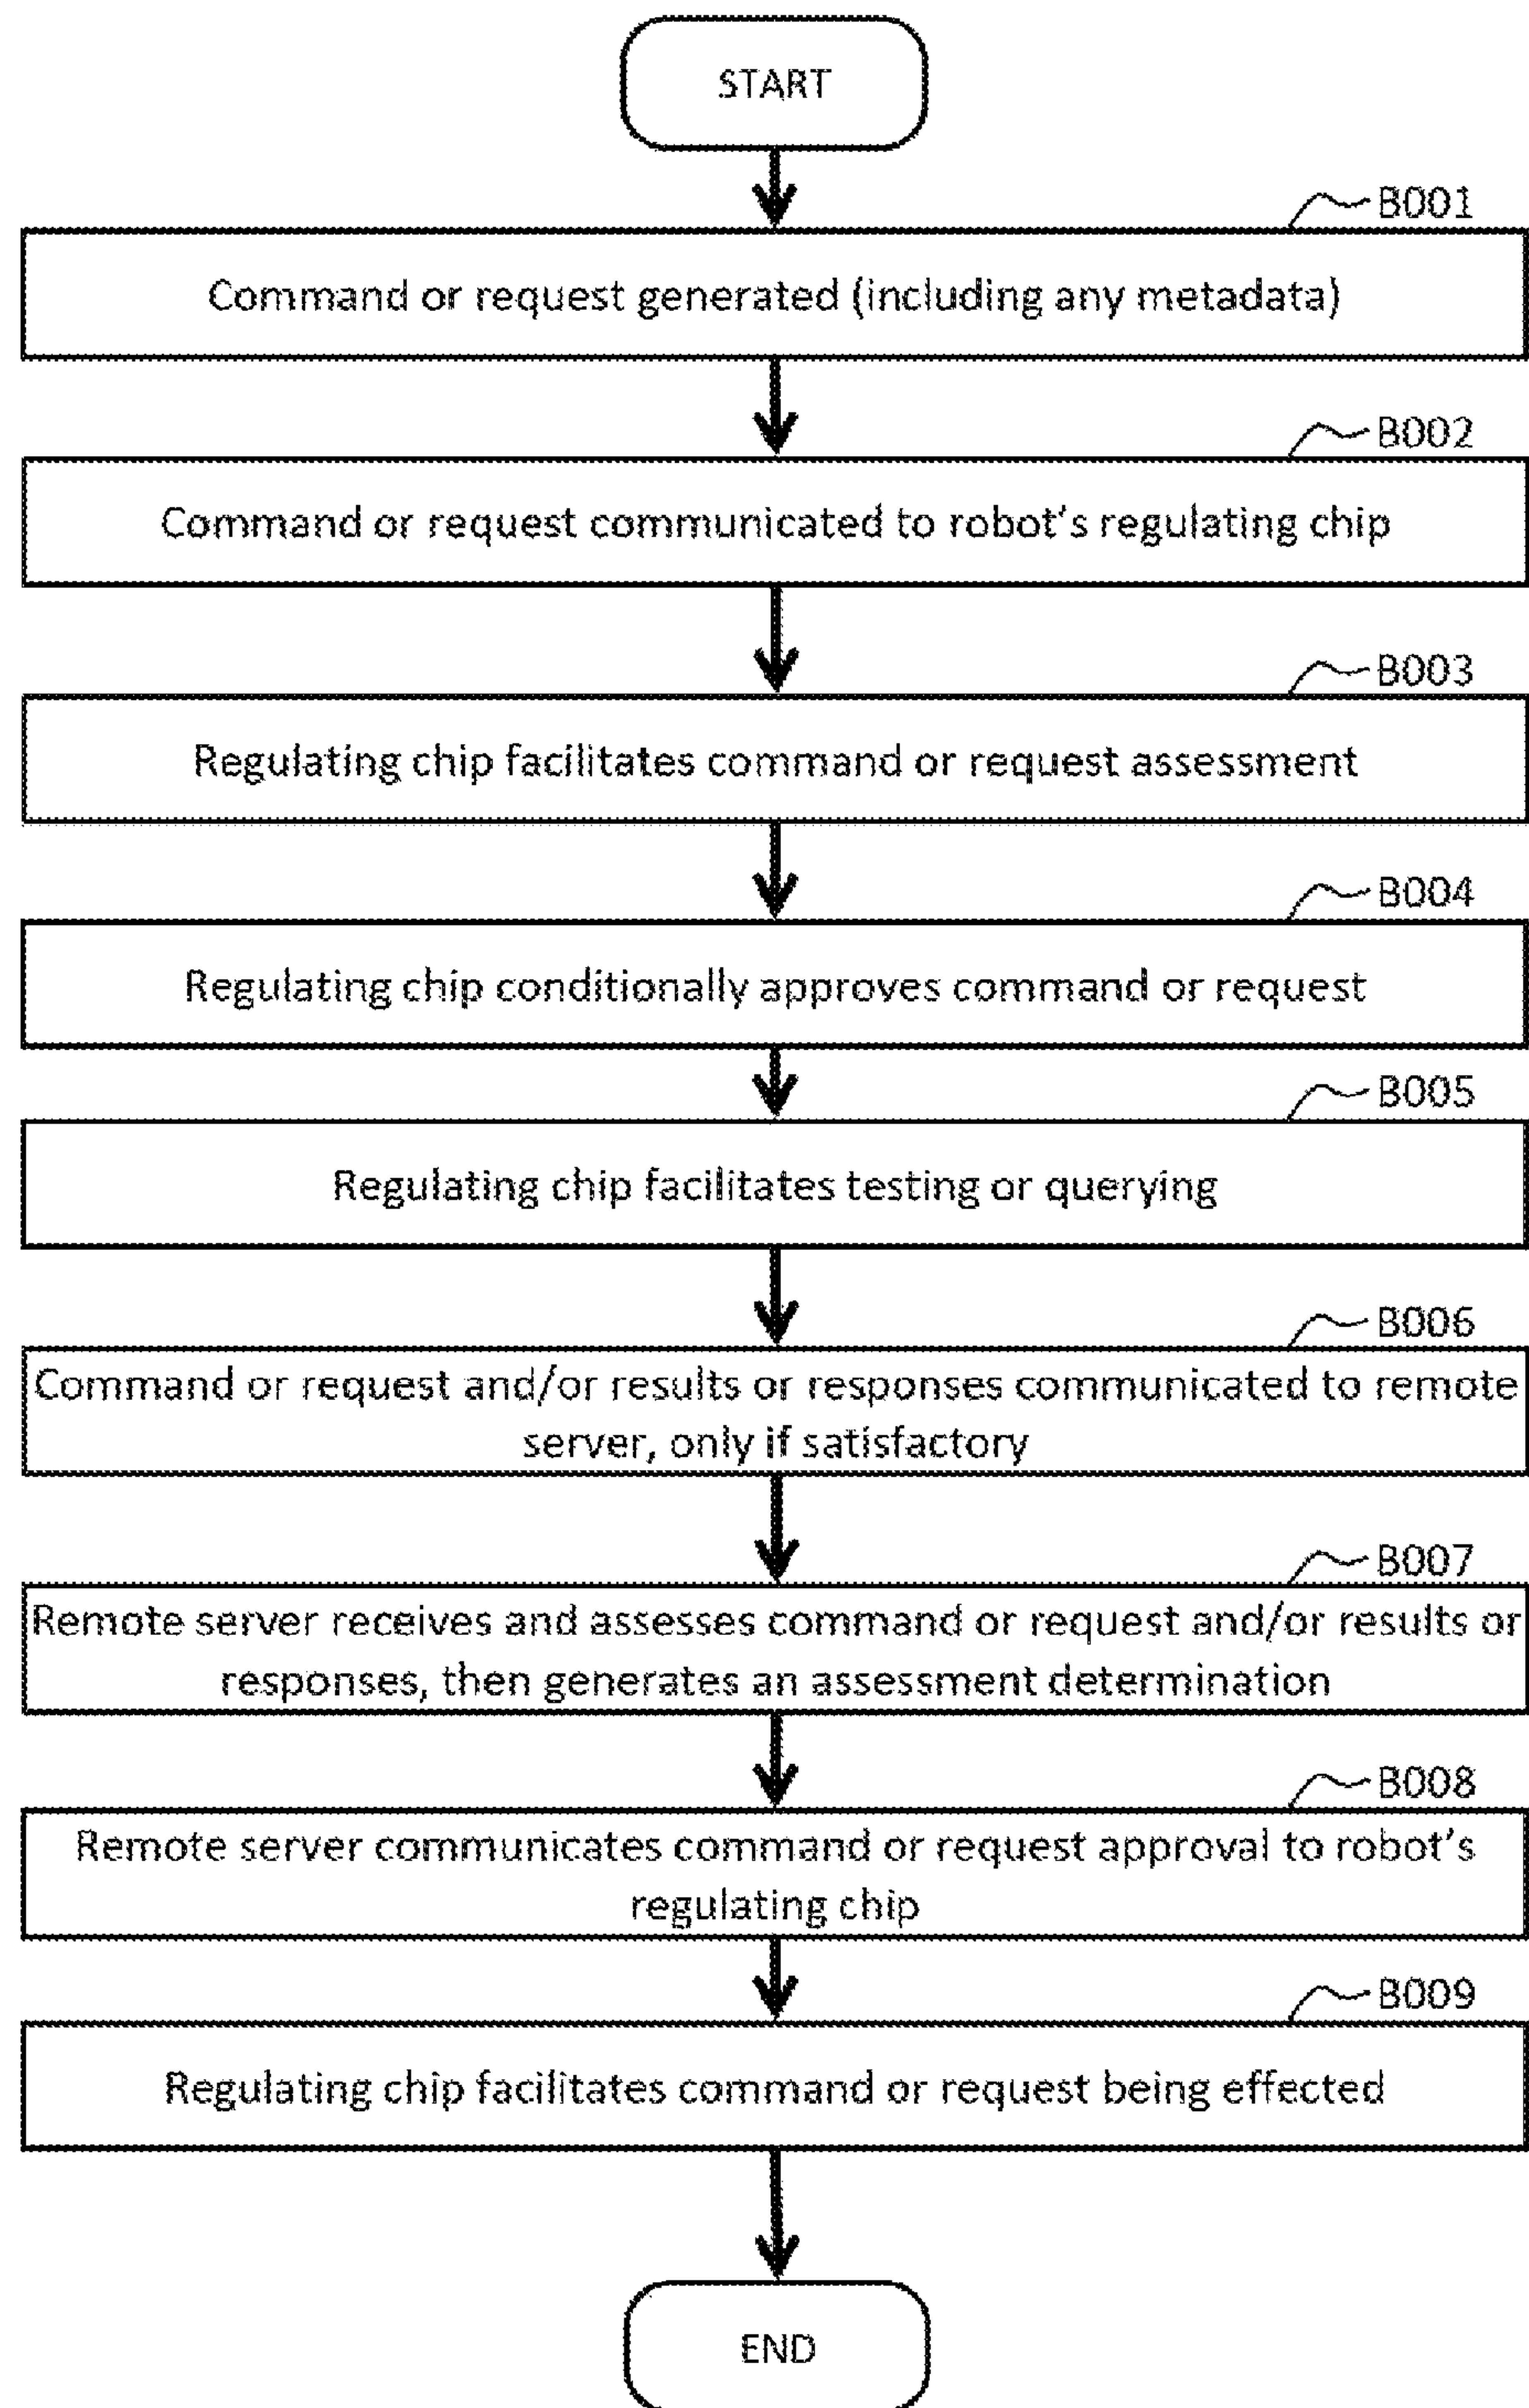 START
B001
Command or request generated (including any metadata)
B002
Command or request communicated to robot's regulating chip
B003
Regulating chip facilitates command or request assessment
B004
Regulating chip conditionally approves command or request
B005
Regulating chip facilitates testing or querying
B006
Command or request and/or results or responses communicated to remote
server, only if satisfactory
B007
Remote server receives and assesses command or request and/or results or
responses, then generates an assessment determination
B008
Remote server communicates command or request approval to robot's
regulating chip
B009
Regulating chip facilitates command or request being effected
END